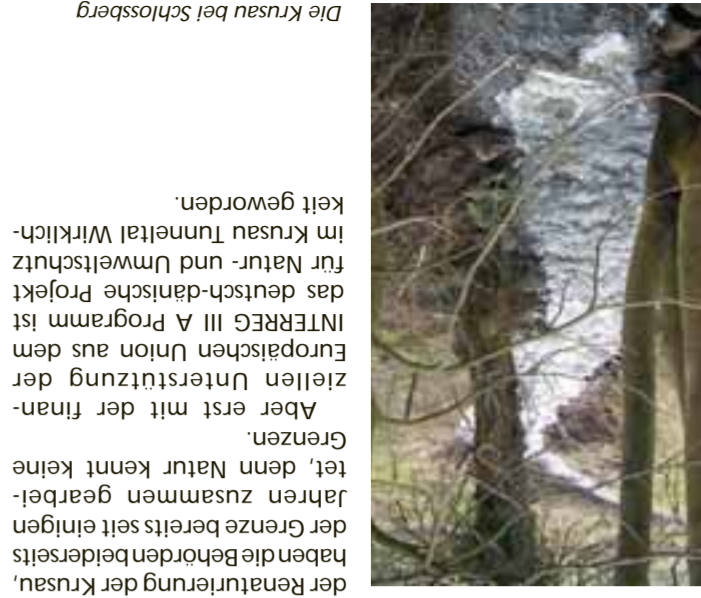 der Renaturierung der Krusau,
haben die Behörden beiderseits
der Grenze bereits seit einigen
Jahren zusammen gearbei-
tet, denn Natur kennt keine
Grenzen.
Aber erst mit der finan-
ziellen Unterstützung der
Europäischen Union aus dem
INTERREG III A Programm ist
das deutsch-dänische Projekt
für Natur- und Umweltschutz
im Krusau Tunneltal Wirklich-
keit geworden.
Die Krusau bei Schlossberg